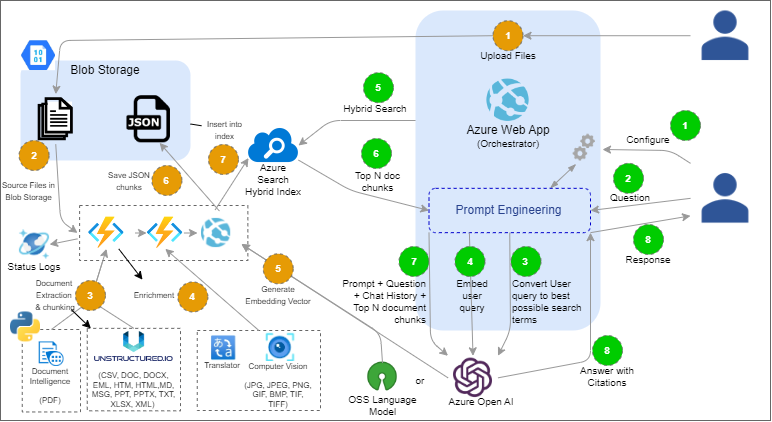 1
Upload Files
10
01
Blob Storage
JSON
5
Hybrid Search
Azure Web App
(Orchestrator)
1
Configure
Insert into
index
2
7
Azure
Search
Hybrid Index
6
Top N doc
chunks
2
Question
Source Files in
Blob Storage
Save JSON
chunks
6
Prompt Engineering
8
Response
Status Logs
5
Generate
Embedding Vector
7
Prompt + Question
+ Chat History +
Top N document
chunks
4
Embed
user
query
3
Convert User
query to best
possible search
terms
Document
Extraction
& chunking
3
Enrichment
4
8
Answer with
Citations
Document
Intelligence
(PDF)
UNSTRUCTURED.IO
(CSV, DOC, DOCX,
EML, HTM, HTML,MD,
MSG, PPT, PPTX, TXT,
XLSX, XML)
Translator
Computer Vision
(JPG, JPEG, PNG,
GIF, BMP, TIF,
TIFF)
OSS Language
Model
or
Azure Open AI